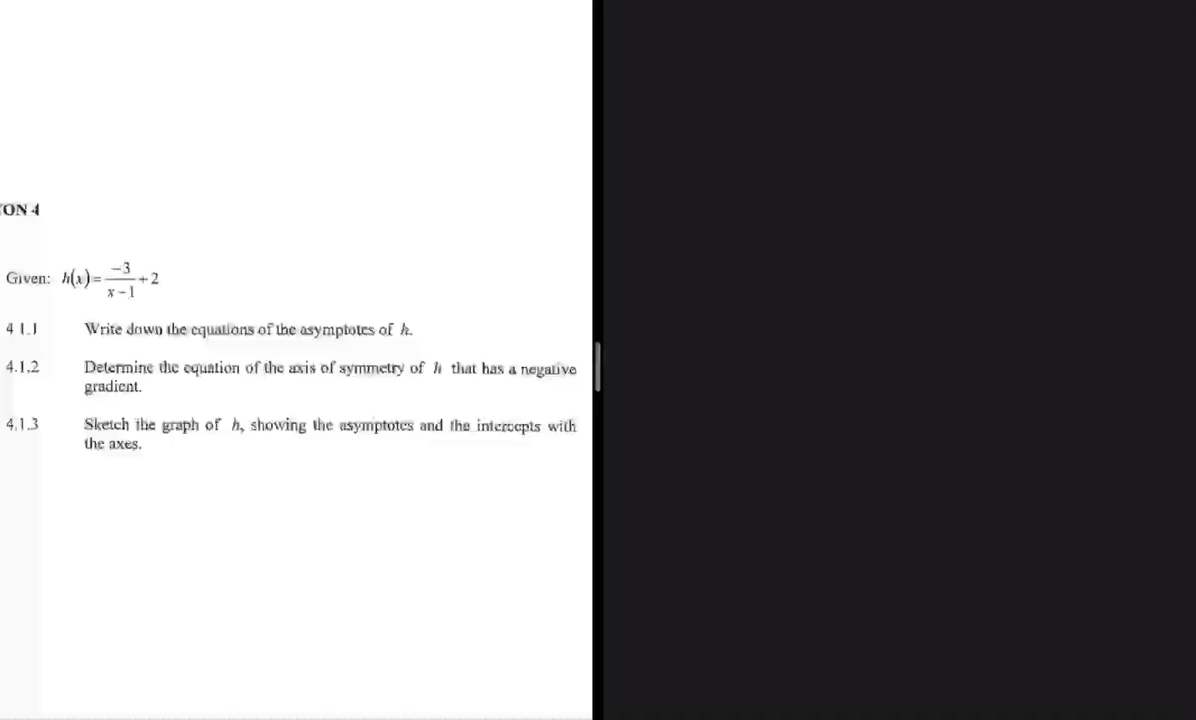 ION 4
Given: h(x) = -3/(x-1) + 2
4.1.1 Write down the equations of the asymptotes of h.
4.1.2 Determine the equation of the axis of symmetry of h that has a negative
gradient.
4.1.3 Sketch the graph of h, showing the asymptotes and the intercepts with
the axes.